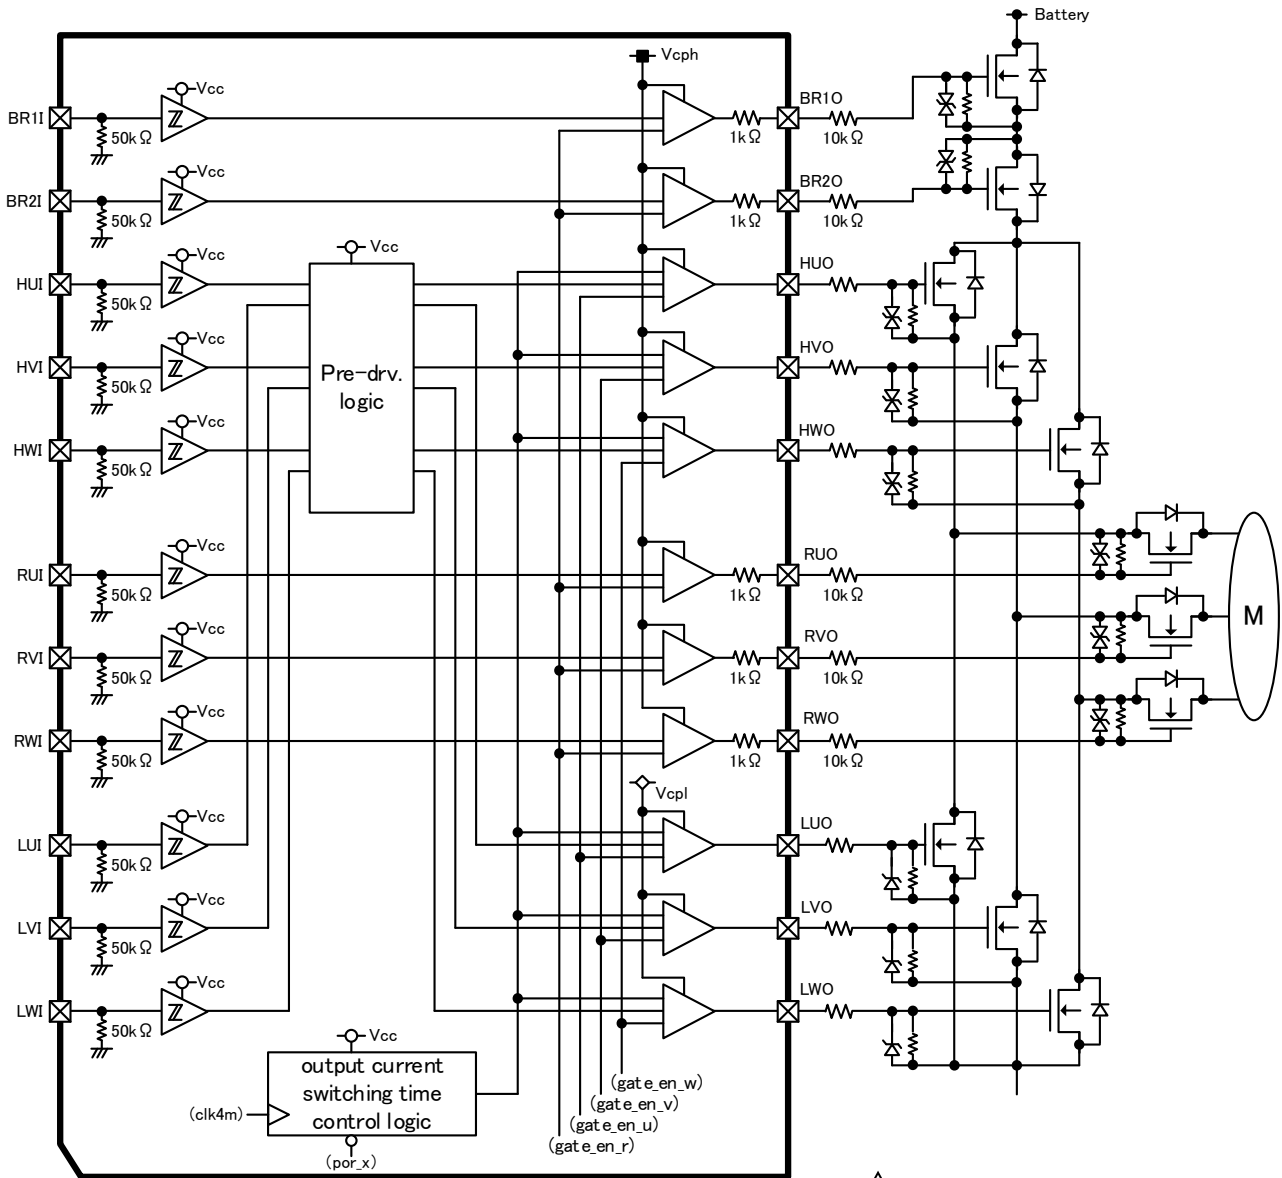 Battery
Vcph
BR1I
Vcc
50kΩ
1kΩ
BR1O
10kΩ
BR2I
Vcc
50kΩ
1kΩ
BR2O
10kΩ
HUI
Vcc
50kΩ
Vcc
HUO
HVI
Vcc
50kΩ
Pre-drv.
logic
HVO
HWI
Vcc
50kΩ
HWO
RUI
Vcc
50kΩ
1kΩ
RUO
10kΩ
RVI
Vcc
50kΩ
1kΩ
RVO
10kΩ
M
RWI
Vcc
50kΩ
1kΩ
RWO
10kΩ
Vcpl
LUI
Vcc
50kΩ
LUO
LVI
Vcc
50kΩ
LVO
LWI
Vcc
50kΩ
LWO
Vcc
output current
switching time
control logic
(clk4m)
(por_x)
(gate_en_w)
(gate_en_v)
(gate_en_u)
(gate_en_r)